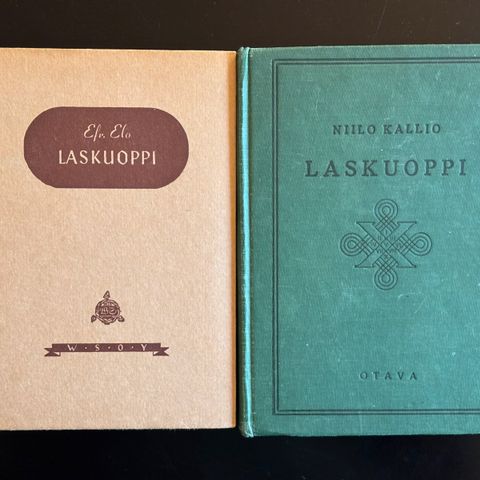 Efr. Elo
LASKUOPPI
W·S·O·Y
NIILO KALLIO
LASKUOPPI
OTAVA